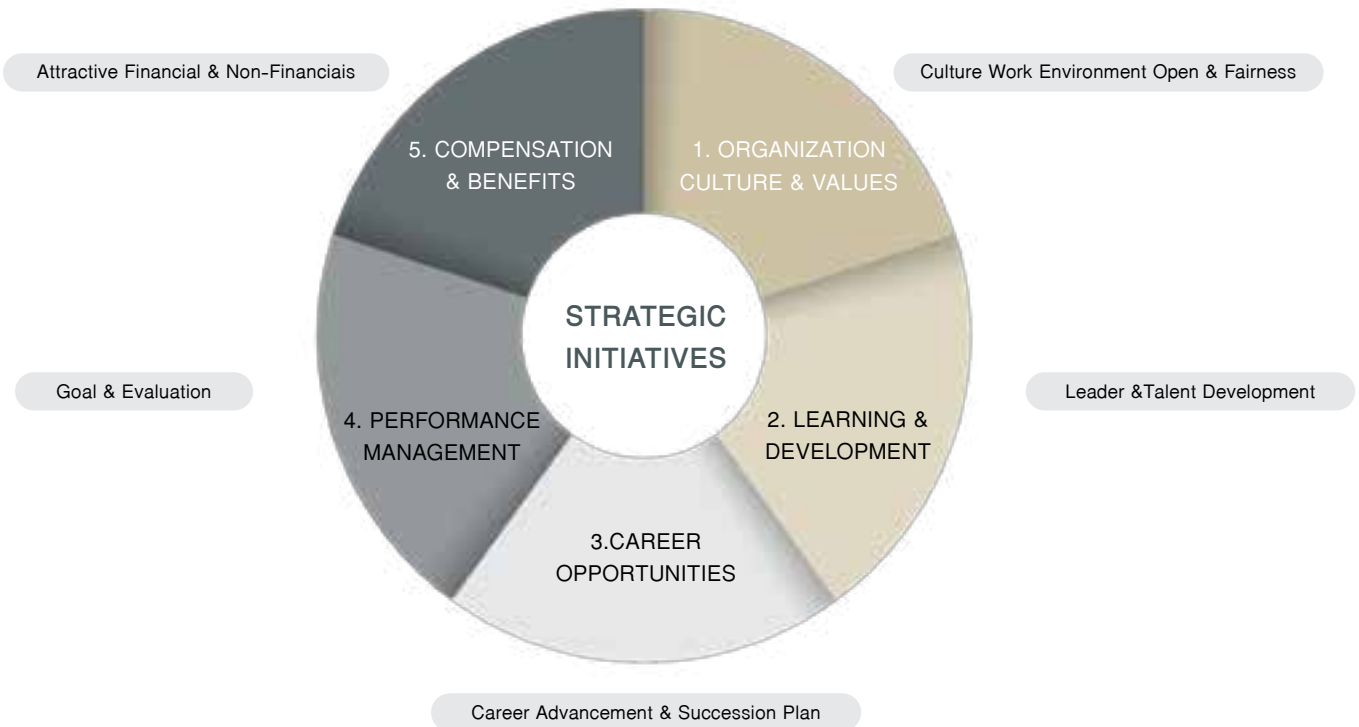 Attractive Financial & Non-Financiais
Culture Work Environment Open & Fairness
5. COMPENSATION
& BENEFITS
1. ORGANIZATION
CULTURE & VALUES
STRATEGIC
INITIATIVES
Goal & Evaluation
Leader &Talent Development
4. PERFORMANCE
MANAGEMENT
2. LEARNING &
DEVELOPMENT
3.CAREER
OPPORTUNITIES
Career Advancement & Succession Plan